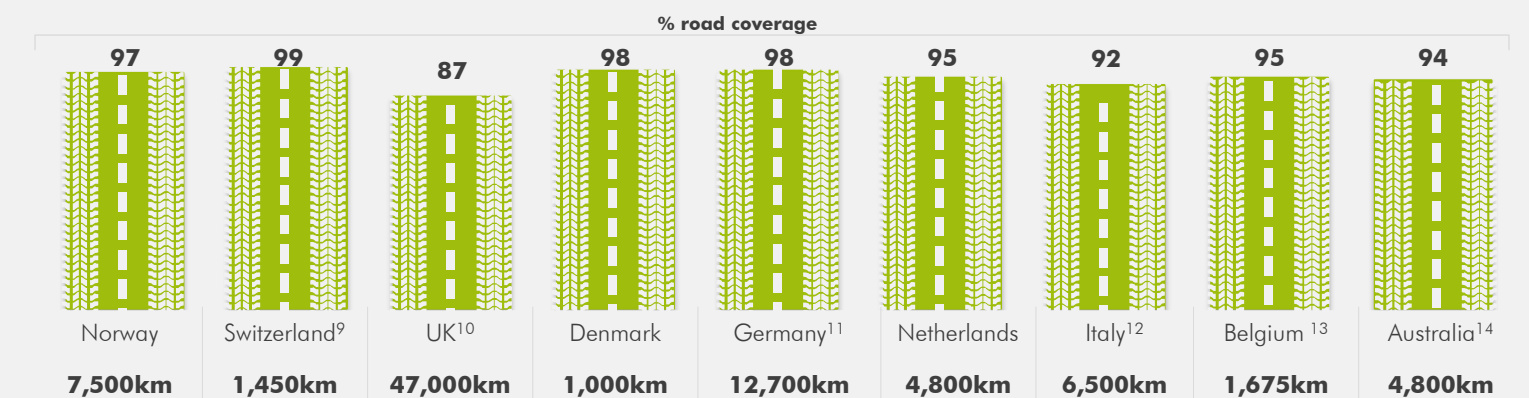 % road coverage
97 99 87 98 98 95 92 95 94
Norway Switzerland⁹ UK¹⁰ Denmark Germany¹¹ Netherlands Italy¹² Belgium ¹³ Australia¹⁴
7,500km 1,450km 47,000km 1,000km 12,700km 4,800km 6,500km 1,675km 4,800km